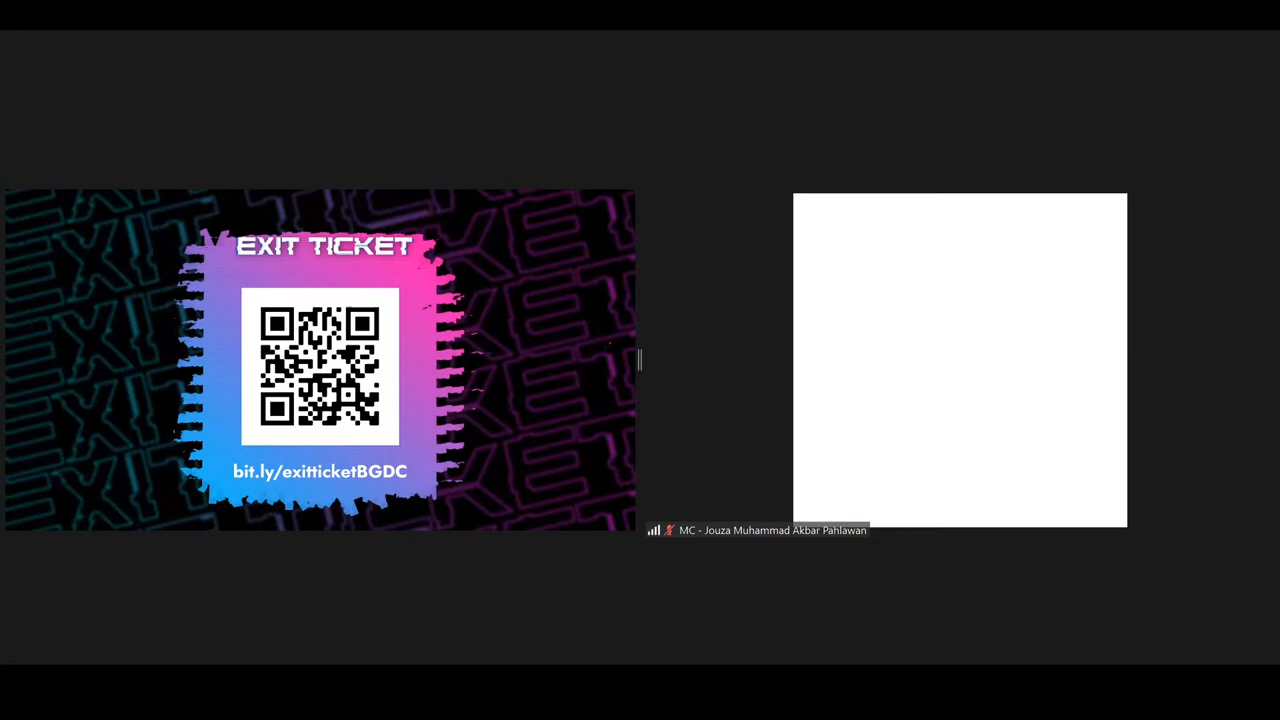 EXIT TICKET
bit.ly/exitticketBGDC
MC - Jouza Muhammad Akbar Pahlawan